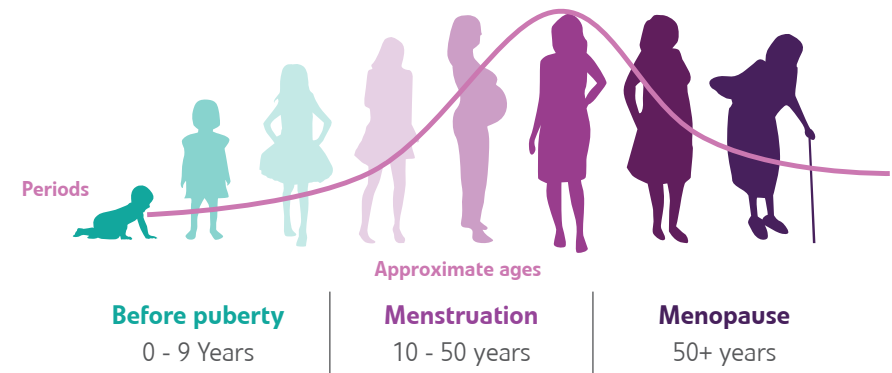 Periods
Approximate ages
Before puberty
0 - 9 Years
Menstruation
10 - 50 years
Menopause
50+ years